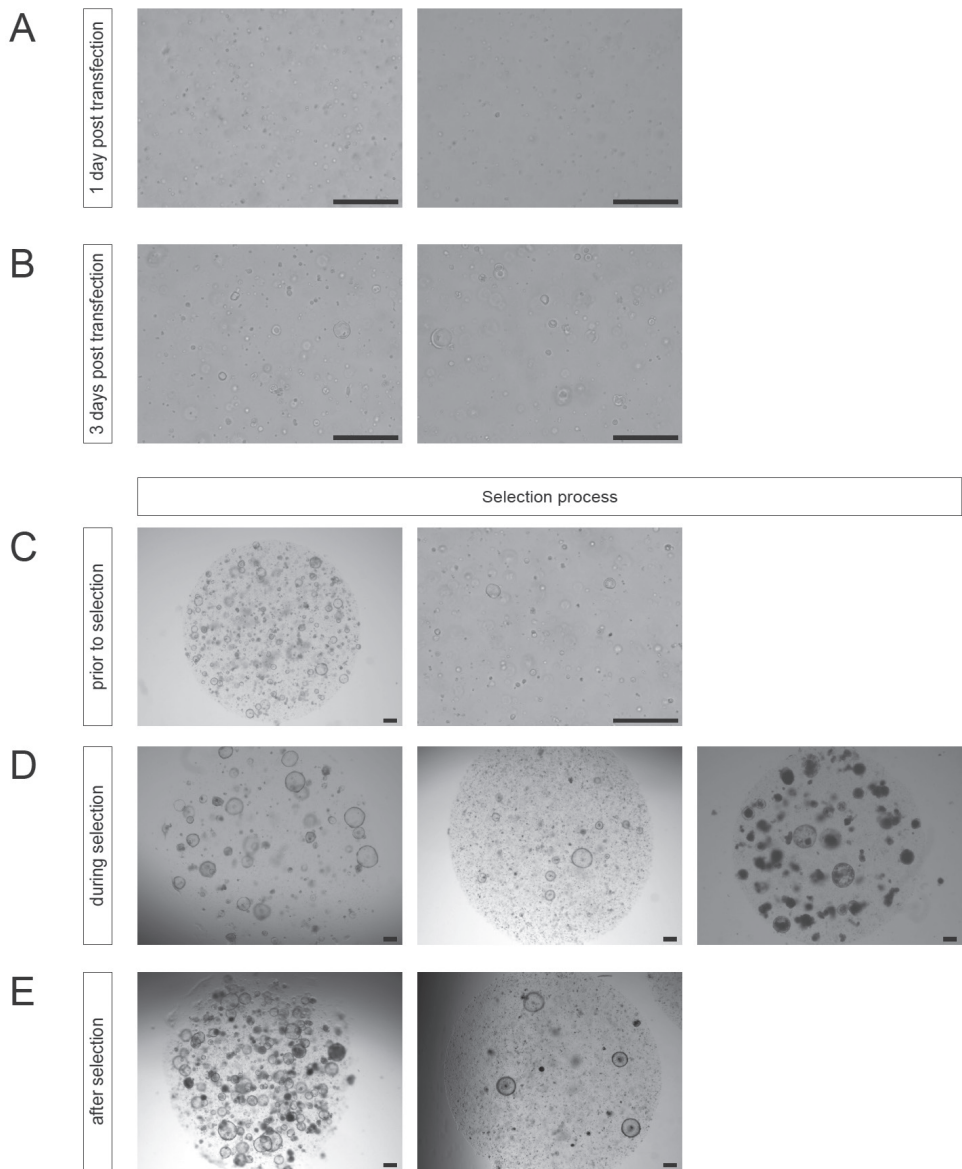 A
1 day post transfection
B
3 days post transfection
Selection process
C
prior to selection
D
during selection
E
after selection